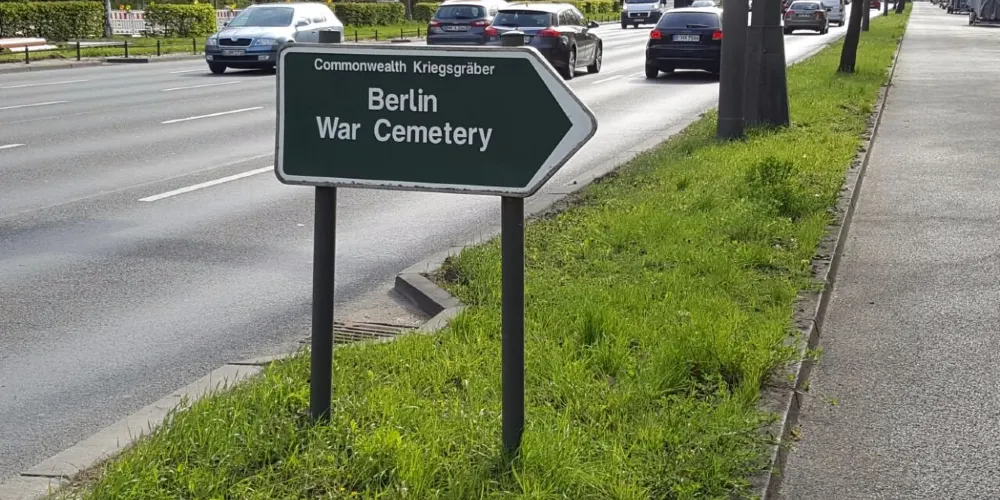 Commonwealth Kriegsgräber
Berlin
War Cemetery